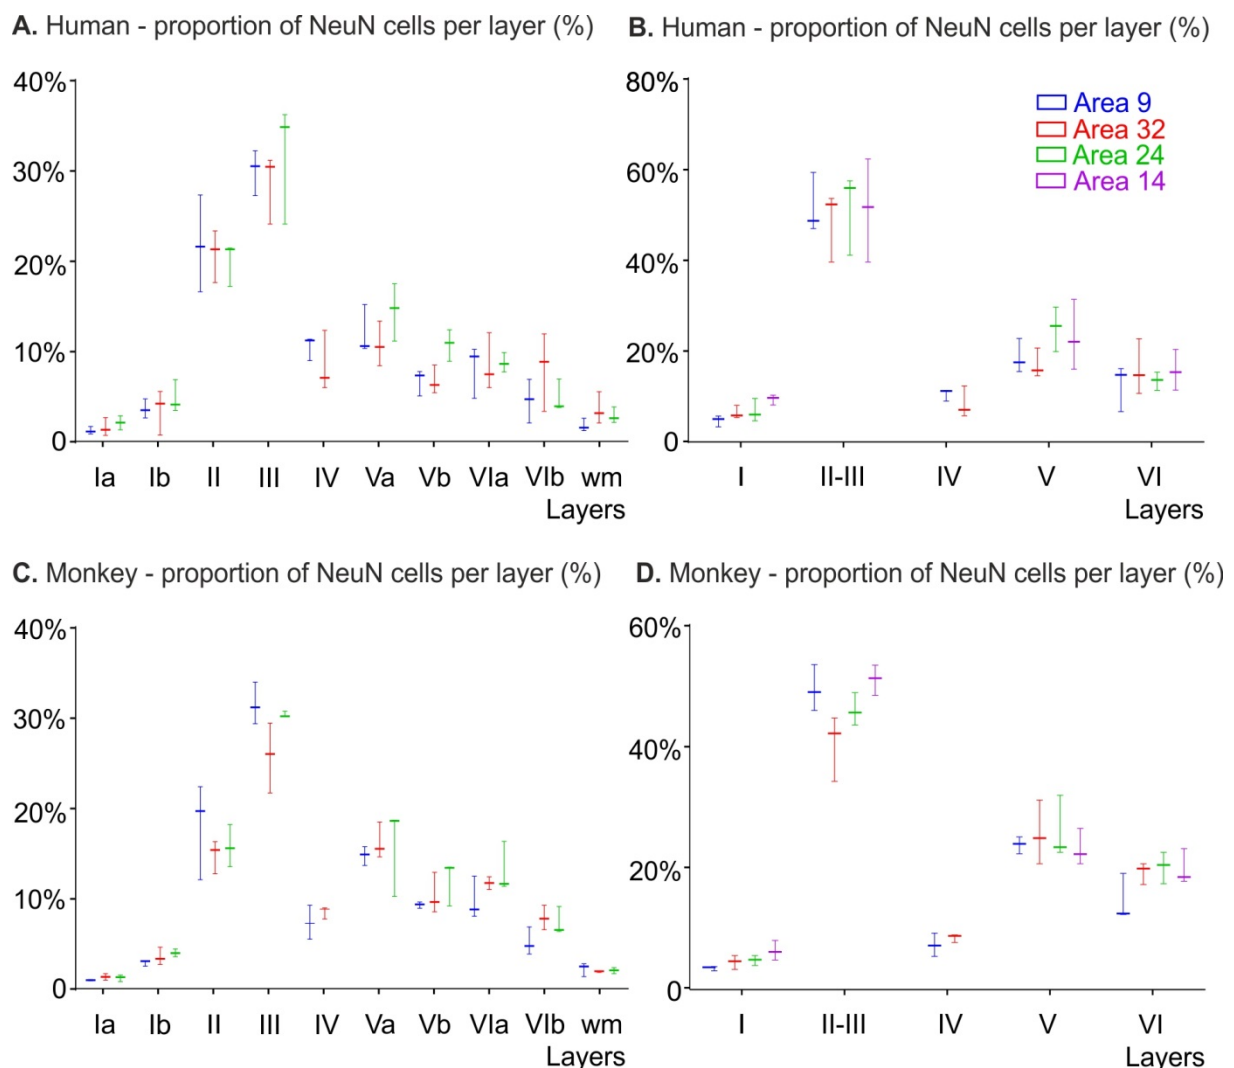 A. Human - proportion of NeuN cells per layer (%)
40%
30%
20%
10%
0
Ia Ib II III IV Va Vb VIa VIb wm
Layers
B. Human - proportion of NeuN cells per layer (%)
80%
60%
40%
20%
0
Area 9
Area 32
Area 24
Area 14
I II-III IV V VI
Layers
C. Monkey - proportion of NeuN cells per layer (%)
40%
30%
20%
10%
0
Ia Ib II III IV Va Vb VIa VIb wm
Layers
D. Monkey - proportion of NeuN cells per layer (%)
60%
40%
20%
0
I II-III IV V VI
Layers